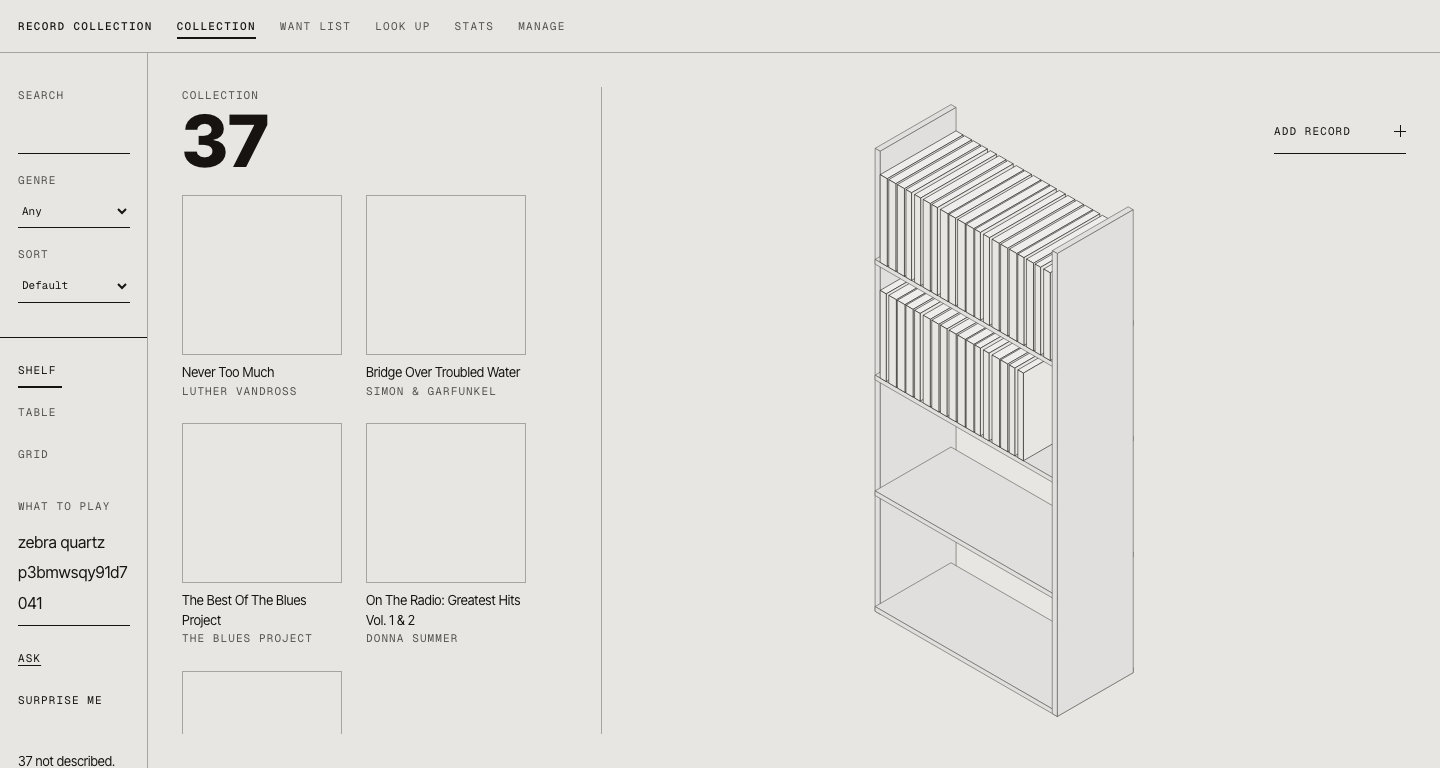 RECORD COLLECTION COLLECTION WANT LIST LOOK UP STATS MANAGE
SEARCH
GENRE
Any
SORT
Default
SHELF
TABLE
GRID
WHAT TO PLAY
zebra quartz
p3bmwsqy91d7
041
ASK
SURPRISE ME
37 not described.
COLLECTION
37
Never Too Much
LUTHER VANDROSS
Bridge Over Troubled Water
SIMON & GARFUNKEL
The Best Of The Blues
Project
THE BLUES PROJECT
On The Radio: Greatest Hits
Vol. 1 & 2
DONNA SUMMER
ADD RECORD